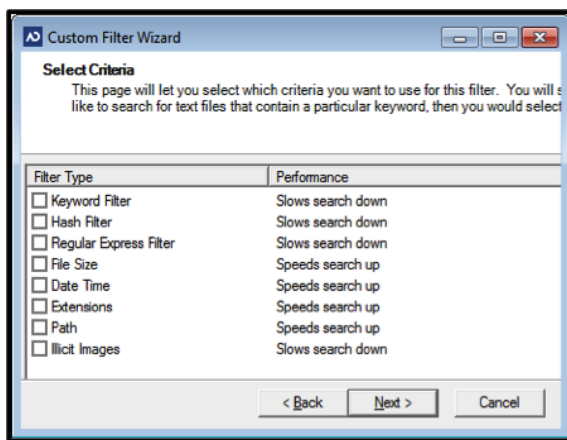 Custom Filter Wizard
Select Criteria
This page will let you select which criteria you want to use for this filter. You will
like to search for text files that contain a particular keyword, then you would select
Filter Type Performance
Keyword Filter Slows search down
Hash Filter Slows search down
Regular Express Filter Slows search down
File Size Speeds search up
Date Time Speeds search up
Extensions Speeds search up
Path Speeds search up
Illicit Images Slows search down
< Back Next > Cancel